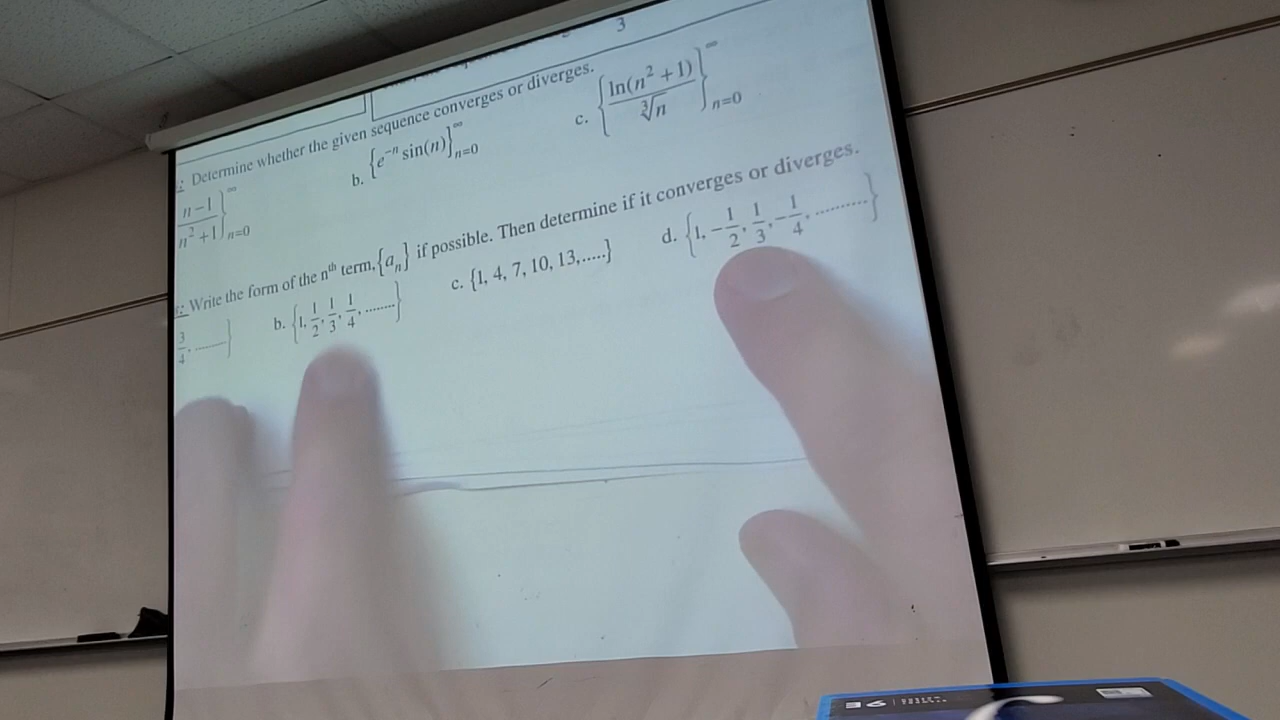 3
: Determine whether the given sequence converges or diverges.
n−1 / n² + 1 }∞ n=0   b. {e⁻ⁿ sin(n)}∞ n=0   c. { ln(n² + 1) / ∛n }∞ n=0
: Write the form of the nᵗʰ term, {aₙ} if possible. Then determine if it converges or diverges.
3/4, .......... }   b. {1, 1/2, 1/3, 1/4, ........}   c. {1, 4, 7, 10, 13,.....}   d. {1, −1/2, 1/3, −1/4, ..........}